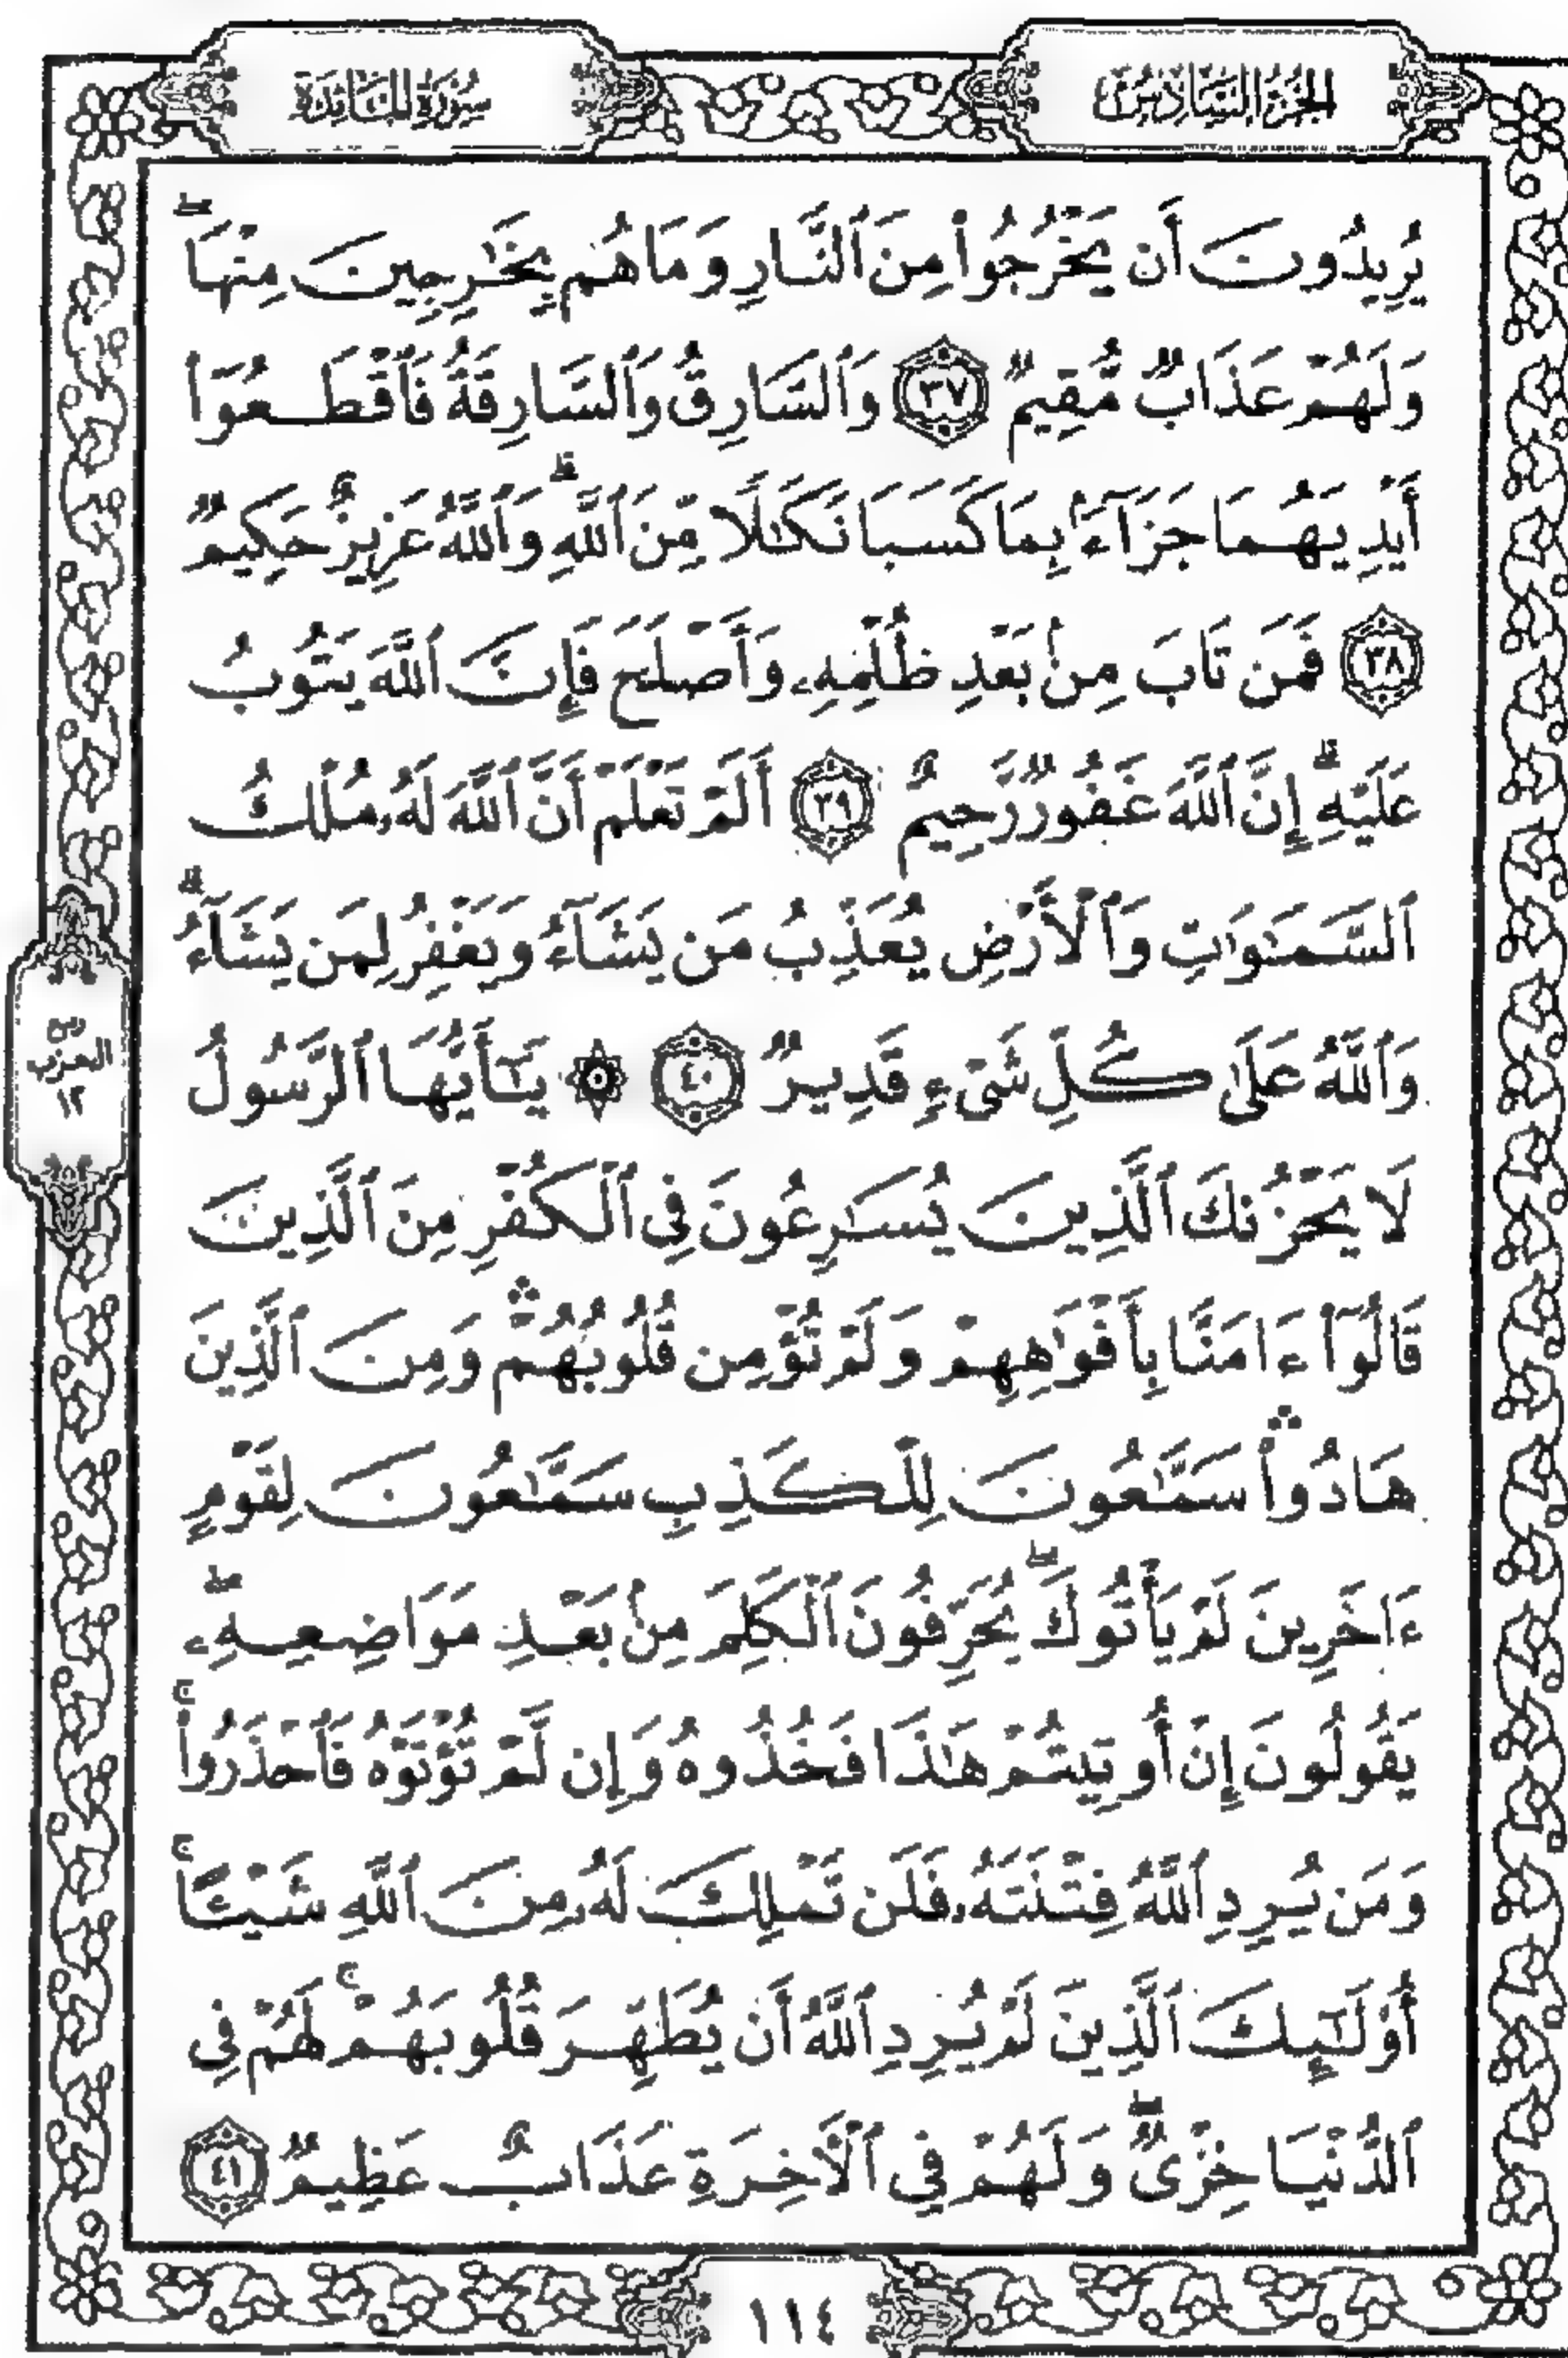 الجزء السادس
سورة المائدة
يُرِيدُونَ أَن يَخْرُجُوا۟ مِنَ ٱلنَّارِ وَمَا هُم بِخَـٰرِجِينَ مِنْهَا ۖ
وَلَهُمْ عَذَابٌ مُّقِيمٌ ٣٧ وَٱلسَّارِقُ وَٱلسَّارِقَةُ فَٱقْطَعُوٓا۟
أَيْدِيَهُمَا جَزَآءًۢ بِمَا كَسَبَا نَكَـٰلًا مِّنَ ٱللَّهِ ۗ وَٱللَّهُ عَزِيزٌ حَكِيمٌ
٣٨ فَمَن تَابَ مِنۢ بَعْدِ ظُلْمِهِۦ وَأَصْلَحَ فَإِنَّ ٱللَّهَ يَتُوبُ
عَلَيْهِ ۗ إِنَّ ٱللَّهَ غَفُورٌ رَّحِيمٌ ٣٩ أَلَمْ تَعْلَمْ أَنَّ ٱللَّهَ لَهُۥ مُلْكُ
ٱلسَّمَـٰوَٰتِ وَٱلْأَرْضِ يُعَذِّبُ مَن يَشَآءُ وَيَغْفِرُ لِمَن يَشَآءُ ۗ
وَٱللَّهُ عَلَىٰ كُلِّ شَىْءٍ قَدِيرٌ ٤٠ ۞ يَـٰٓأَيُّهَا ٱلرَّسُولُ
لَا يَحْزُنكَ ٱلَّذِينَ يُسَـٰرِعُونَ فِى ٱلْكُفْرِ مِنَ ٱلَّذِينَ
قَالُوٓا۟ ءَامَنَّا بِأَفْوَٰهِهِمْ وَلَمْ تُؤْمِن قُلُوبُهُمْ ۛ وَمِنَ ٱلَّذِينَ
هَادُوا۟ ۛ سَمَّـٰعُونَ لِلْكَذِبِ سَمَّـٰعُونَ لِقَوْمٍ
ءَاخَرِينَ لَمْ يَأْتُوكَ ۖ يُحَرِّفُونَ ٱلْكَلِمَ مِنۢ بَعْدِ مَوَاضِعِهِۦ ۖ
يَقُولُونَ إِنْ أُوتِيتُمْ هَـٰذَا فَخُذُوهُ وَإِن لَّمْ تُؤْتَوْهُ فَٱحْذَرُوا۟ ۚ
وَمَن يُرِدِ ٱللَّهُ فِتْنَتَهُۥ فَلَن تَمْلِكَ لَهُۥ مِنَ ٱللَّهِ شَيْـًٔا ۚ
أُو۟لَـٰٓئِكَ ٱلَّذِينَ لَمْ يُرِدِ ٱللَّهُ أَن يُطَهِّرَ قُلُوبَهُمْ ۚ لَهُمْ فِى
ٱلدُّنْيَا خِزْىٌ ۖ وَلَهُمْ فِى ٱلْـَٔاخِرَةِ عَذَابٌ عَظِيمٌ ٤١
ربع
الحزب
١٢
١١٤